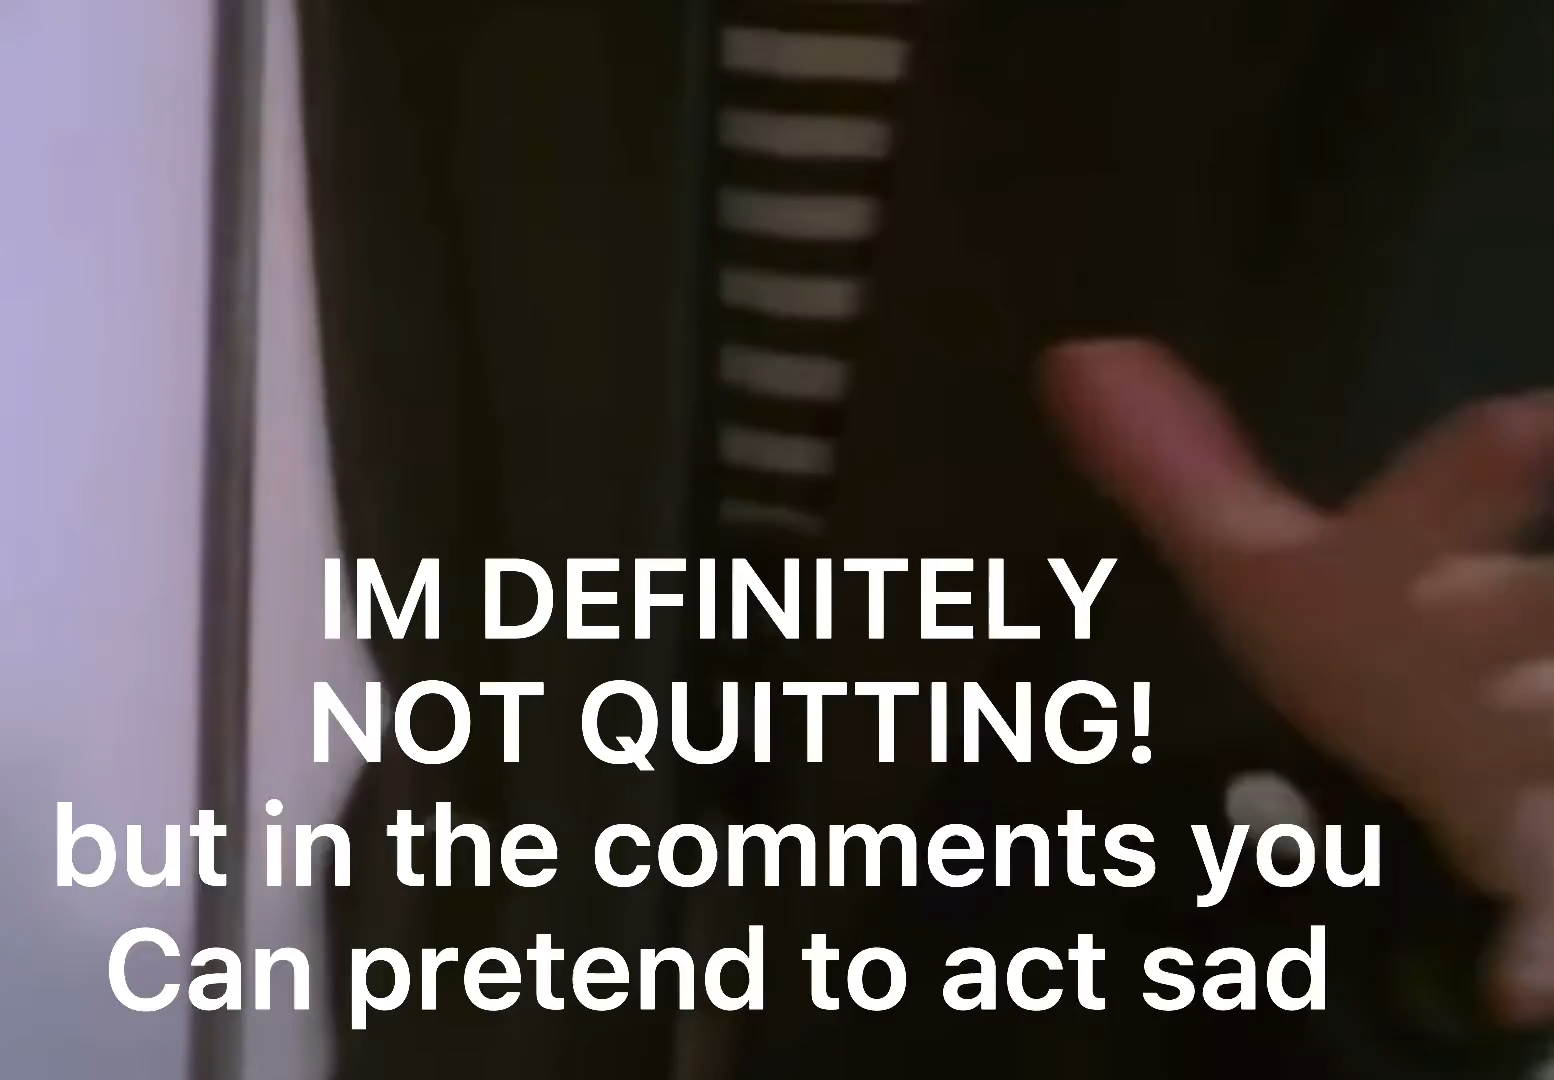 IM DEFINITELY
NOT QUITTING!
but in the comments you
Can pretend to act sad